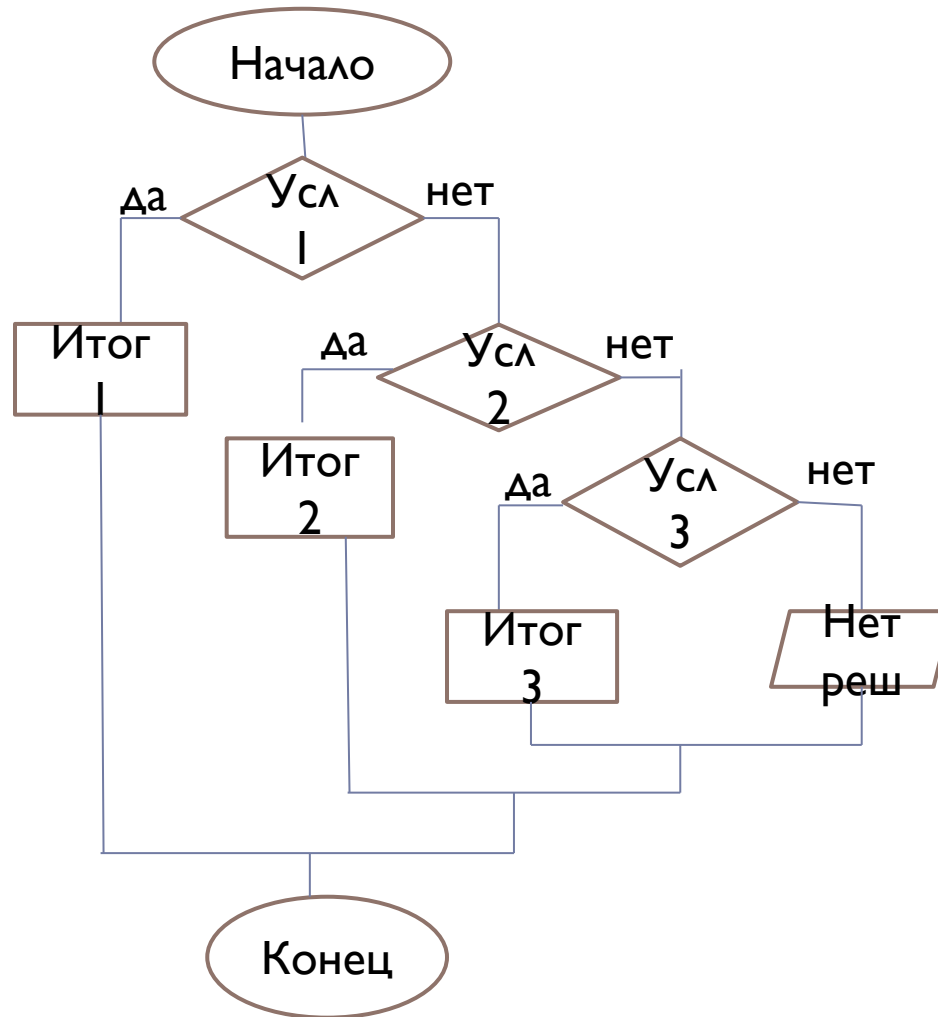 Начало
да
Усл
1
нет
Итог
1
да
Усл
2
нет
Итог
2
да
Усл
3
нет
Итог
3
Нет
реш
Конец